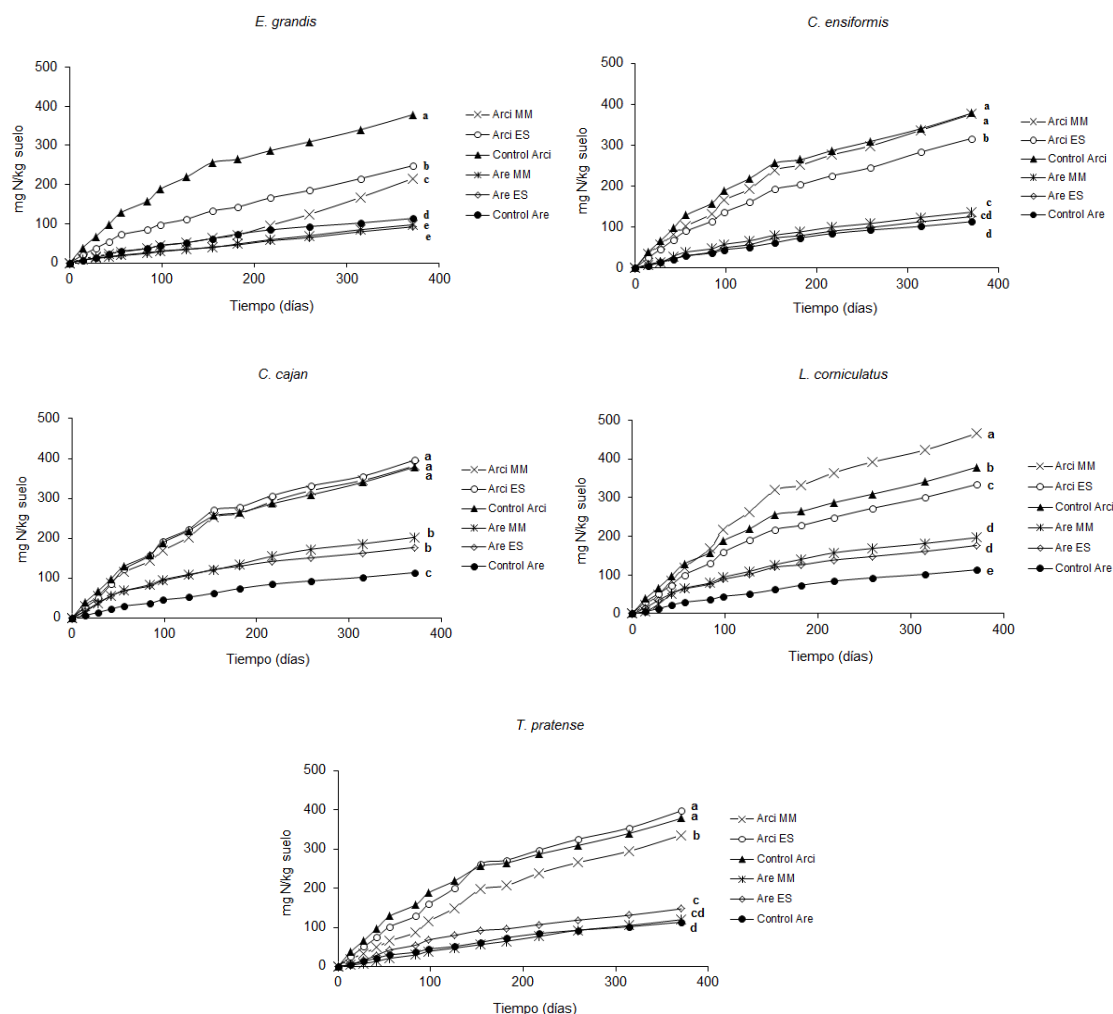 E. grandis
mg N/kg suelo
500
400
300
200
100
0
0
100
200
300
400
Tiempo (días)
a
b
c
d
e
e
Arci MM
Arci ES
Control Arci
Are MM
Are ES
Control Are
C. ensiformis
mg N/kg suelo
500
400
300
200
100
0
0
100
200
300
400
Tiempo (días)
a
a
b
c
cd
d
Arci MM
Arci ES
Control Arci
Are MM
Are ES
Control Are
C. cajan
mg N/kg suelo
500
400
300
200
100
0
0
100
200
300
400
Tiempo (días)
a
a
a
b
b
c
Arci MM
Arci ES
Control Arci
Are MM
Are ES
Control Are
L. corniculatus
mg N/kg suelo
500
400
300
200
100
0
0
100
200
300
400
Tiempo (días)
a
b
c
d
d
e
Arci MM
Arci ES
Control Arci
Are MM
Are ES
Control Are
T. pratense
mg N/kg suelo
500
400
300
200
100
0
0
100
200
300
400
Tiempo (días)
a
a
b
c
cd
d
Arci MM
Arci ES
Control Arci
Are MM
Are ES
Control Are